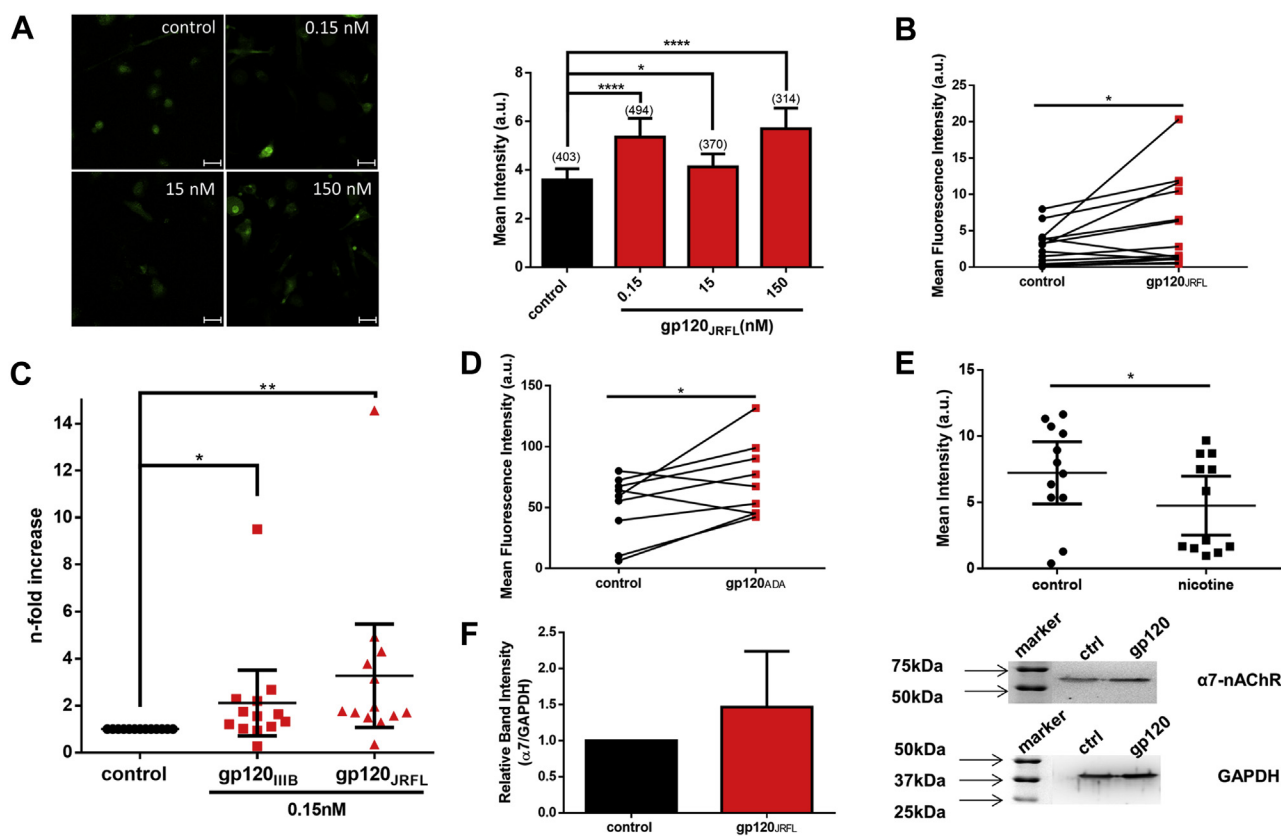 A
control
0.15 nM
15 nM
150 nM
Mean Intensity (a.u.)
8
6
4
2
0
****
*
****
(403)
(494)
(370)
(314)
control
0.15
15
150
gp120JRFL(nM)
B
Mean Fluorescence Intensity (a.u.)
25
20
15
10
5
0
*
control
gp120JRFL
C
n-fold increase
14
12
10
8
6
4
2
0
**
*
control
gp120IIIB
gp120JRFL
0.15nM
D
Mean Fluorescence Intensity (a.u.)
150
100
50
0
*
control
gp120ADA
E
Mean Intensity (a.u.)
15
10
5
0
*
control
nicotine
F
Relative Band Intensity
(α7/GAPDH)
2.5
2.0
1.5
1.0
0.5
0.0
control
gp120JRFL
marker
ctrl
gp120
75kDa
50kDa
α7-nAChR
marker
ctrl
gp120
50kDa
37kDa
25kDa
GAPDH